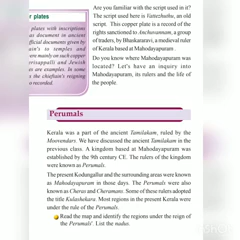 r plates
plates with inscriptions
as document in ancient
official documents given by
ain's to temples and
ere mainly on such copper
risappalli) and Jewish
es are examples. In some
s the chieftain's reigning
o recorded.
Are you familiar with the script used in it?
The script used here is Vattezhuthu, an old
script. This copper plate is a record of the
rights sanctioned to Anchuvannam, a group
of traders, by Bhaskararavi, a medieval ruler
of Kerala based at Mahodayapuram.
Do you know where Mahodayapuram was
located? Let's have an inquiry into
Mahodayapuram, its rulers and the life of
the people.
Perumals
Kerala was a part of the ancient Tamilakam, ruled by the
Moovendars. We have discussed the ancient Tamilakam in the
previous class. A kingdom based at Mahodayapuram was
established by the 9th century CE. The rulers of the kingdom
were known as Perumals.
The present Kodungallur and the surrounding areas were known
as Mahodayapuram in those days. The Perumals were also
known as Cheras and Cheramans. Some of these rulers adopted
the title Kulashekara. Most regions in the present Kerala were
under the rule of the Perumals.
Read the map and identify the regions under the reign of
the Perumals'. List the nadus.